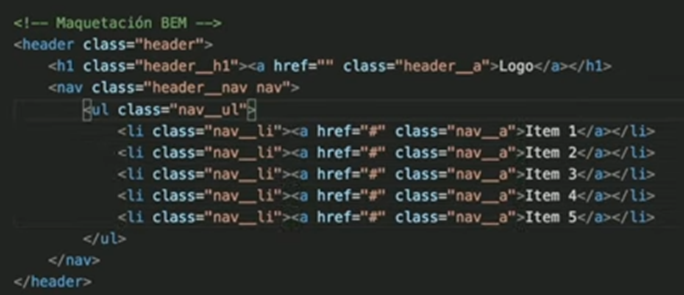 <!-- Maquetación BEM -->
<header class="header">
    <h1 class="header__h1"><a href="" class="header__a">Logo</a></h1>
    <nav class="header__nav nav">
        <ul class="nav__ul">
            <li class="nav__li"><a href="#" class="nav__a">Item 1</a></li>
            <li class="nav__li"><a href="#" class="nav__a">Item 2</a></li>
            <li class="nav__li"><a href="#" class="nav__a">Item 3</a></li>
            <li class="nav__li"><a href="#" class="nav__a">Item 4</a></li>
            <li class="nav__li"><a href="#" class="nav__a">Item 5</a></li>
        </ul>
    </nav>
</header>